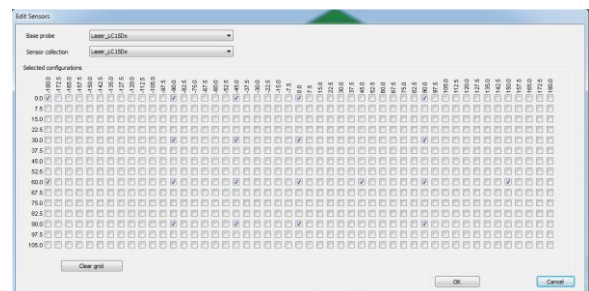 Edit Sensors
Base probe Laser_LC15Dx
Sensor collection Laser_LC15Dx
Selected configurations
-180.0 -172.5 -165.0 -157.5 -150.0 -142.5 -135.0 -127.5 -120.0 -112.5 -105.0 -97.5 -90.0 -82.5 -75.0 -67.5 -60.0 -52.5 -45.0 -37.5 -30.0 -22.5 -15.0 -7.5 0.0 7.5 15.0 22.5 30.0 37.5 45.0 52.5 60.0 67.5 75.0 82.5 90.0 97.5 105.0 112.5 120.0 127.5 135.0 142.5 150.0 157.5 165.0 172.5 180.0
0.0
7.5
15.0
22.5
30.0
37.5
45.0
52.5
60.0
67.5
75.0
82.5
90.0
97.5
105.0
Clear grid
OK Cancel